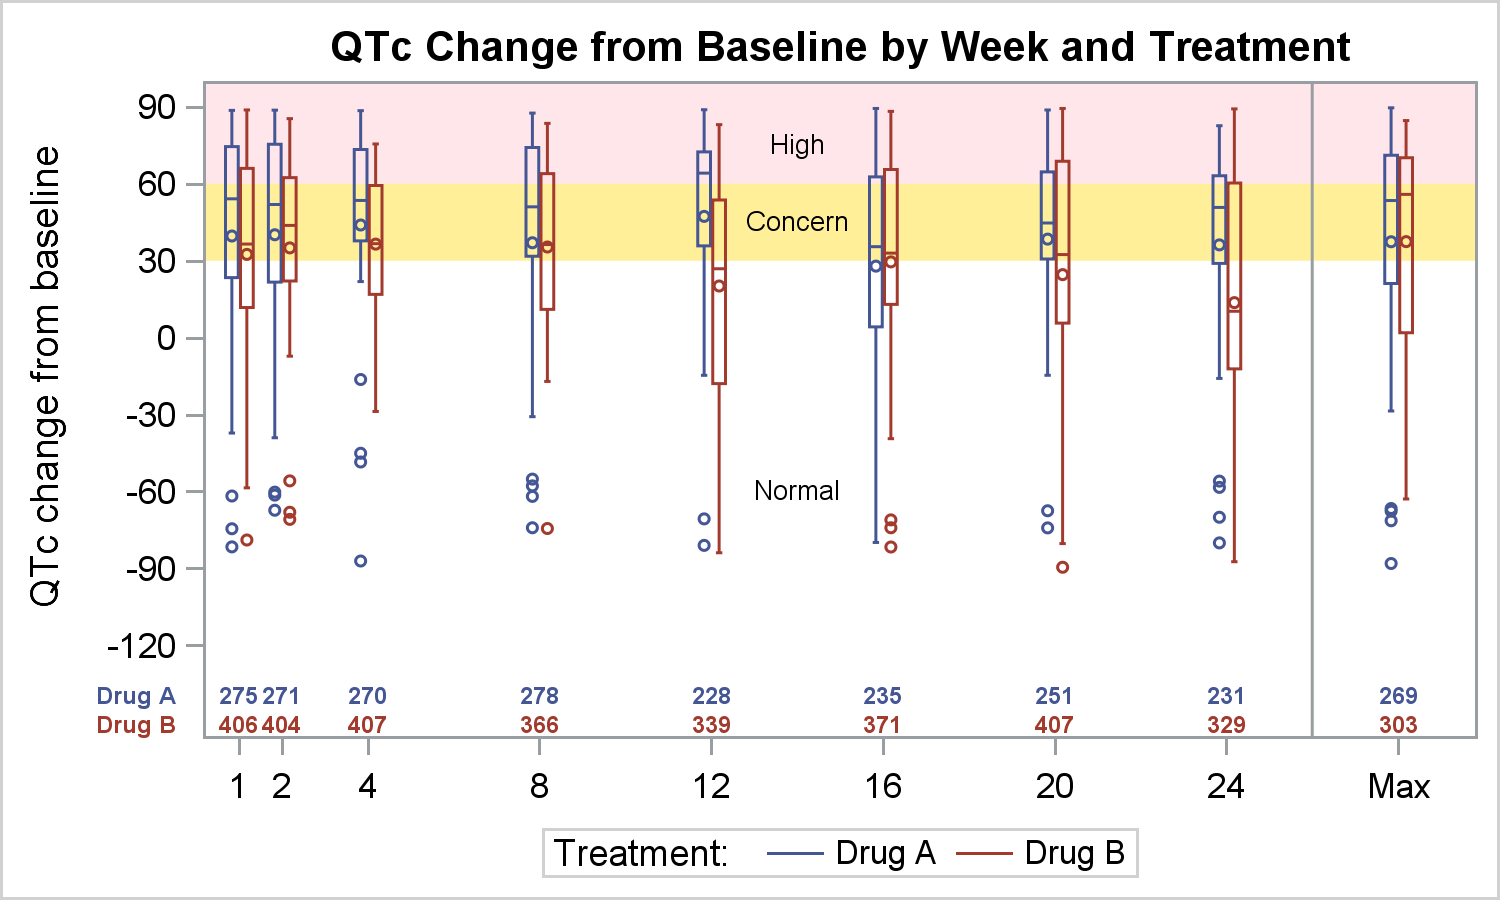 QTc Change from Baseline by Week and Treatment
QTc change from baseline
90
60
30
0
-30
-60
-90
-120
High
Concern
Normal
Drug A 275 271 270 278 228 235 251 231 269
Drug B 406 404 407 366 339 371 407 329 303
1 2 4 8 12 16 20 24 Max
Treatment: Drug A Drug B